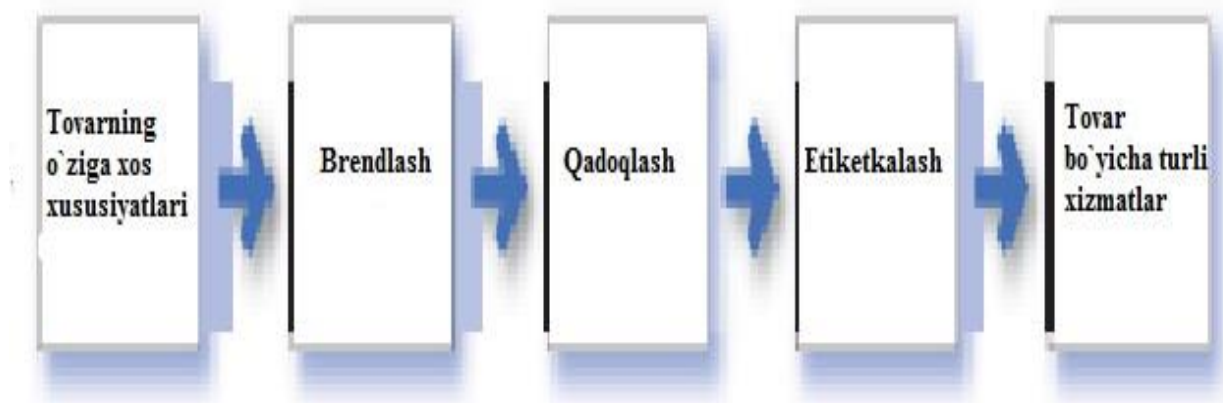 Tovarning
o`ziga xos
xususiyatlari
Brendlash
Qadoqlash
Etiketkalash
Tovar
bo`yicha turli
xizmatlar